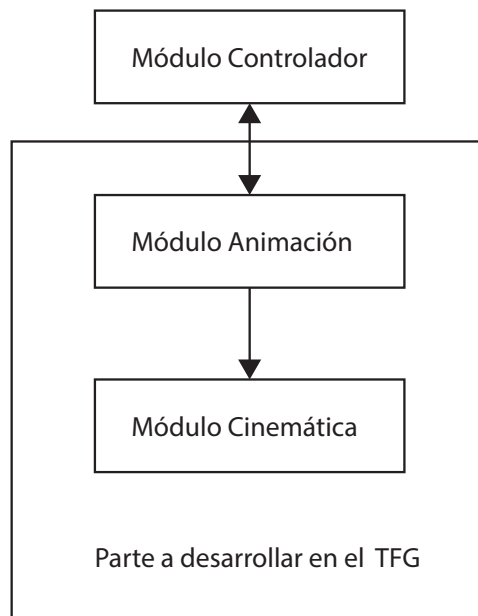 Módulo Controlador
Módulo Animación
Módulo Cinemática
Parte a desarrollar en el TFG